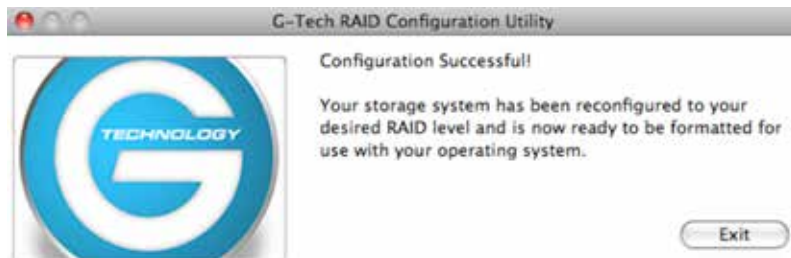 G-Tech RAID Configuration Utility
Configuration Successful!
Your storage system has been reconfigured to your
desired RAID level and is now ready to be formatted for
use with your operating system.
G
TECHNOLOGY
Exit